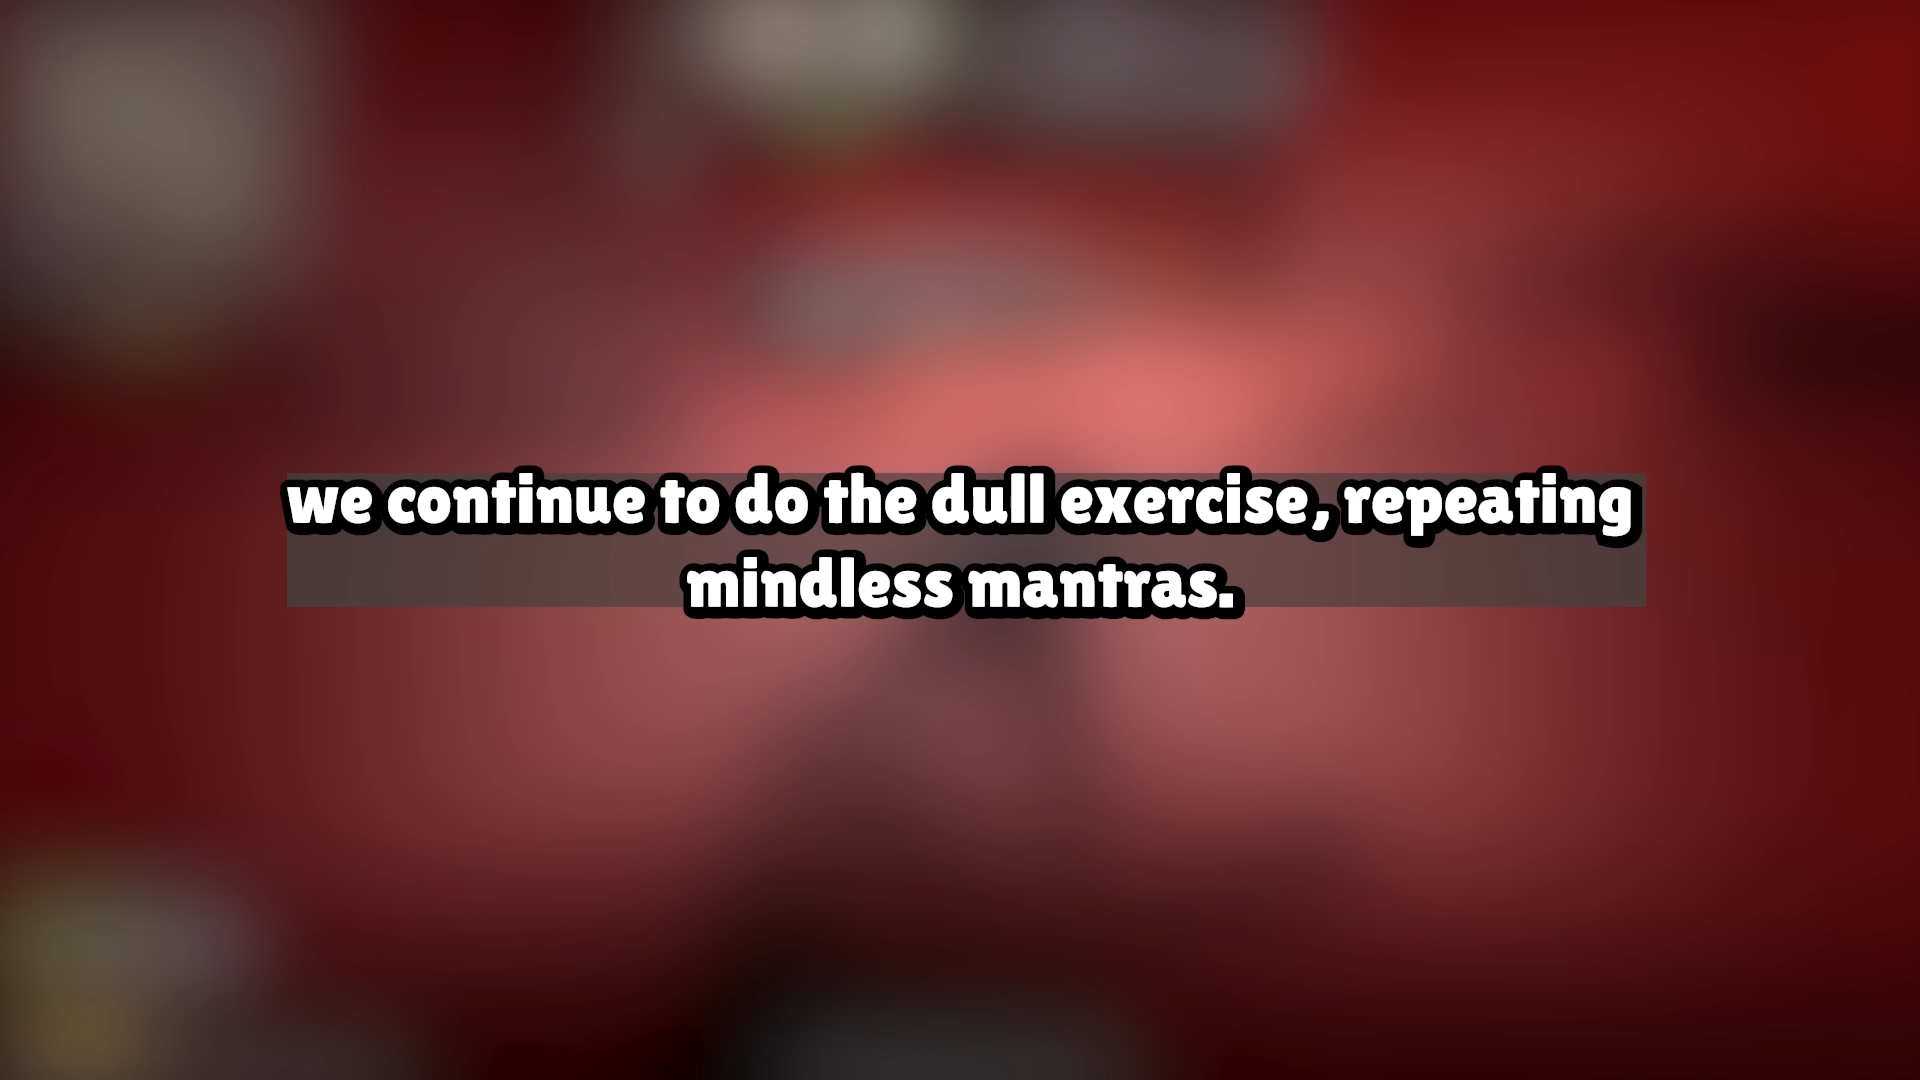 we continue to do the dull exercise, repeating
mindless mantras.